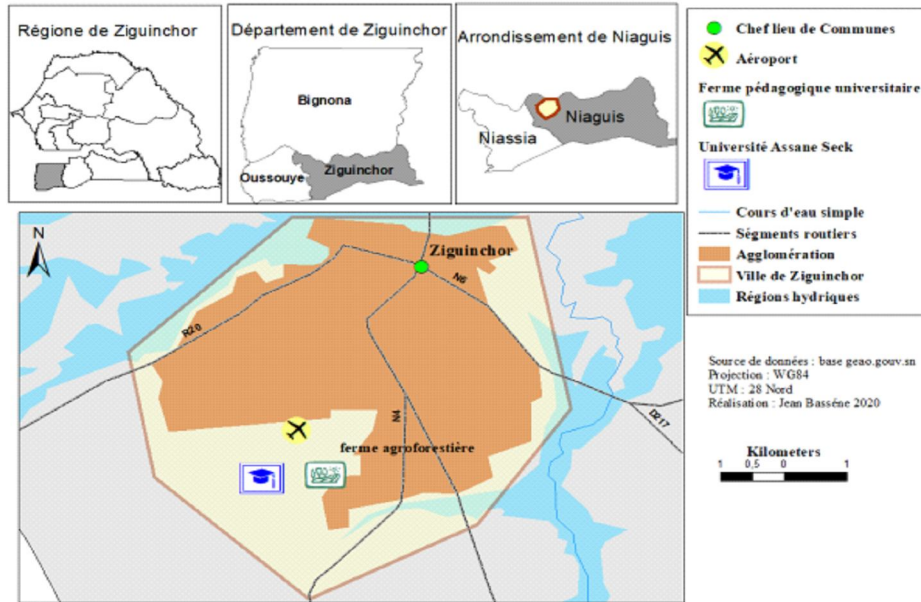 Régione de Ziguinchor
Département de Ziguinchor
Bignona
Oussouye
Ziguinchor
Arrondissement de Niaguis
Niassia
Niaguis
Chef lieu de Communes
Aéroport
Ferme pédagogique universitaire
Université Assane Seck
Cours d'eau simple
Ségments routiers
Agglomération
Ville de Ziguinchor
Régions hydriques
N
Ziguinchor
N6
R20
N4
D217
ferme agroforestière
Source de données : base geao.gouv.sn
Projection : WG84
UTM : 28 Nord
Réalisation : Jean Basséne 2020
Kilometers
1 0,5 0 1